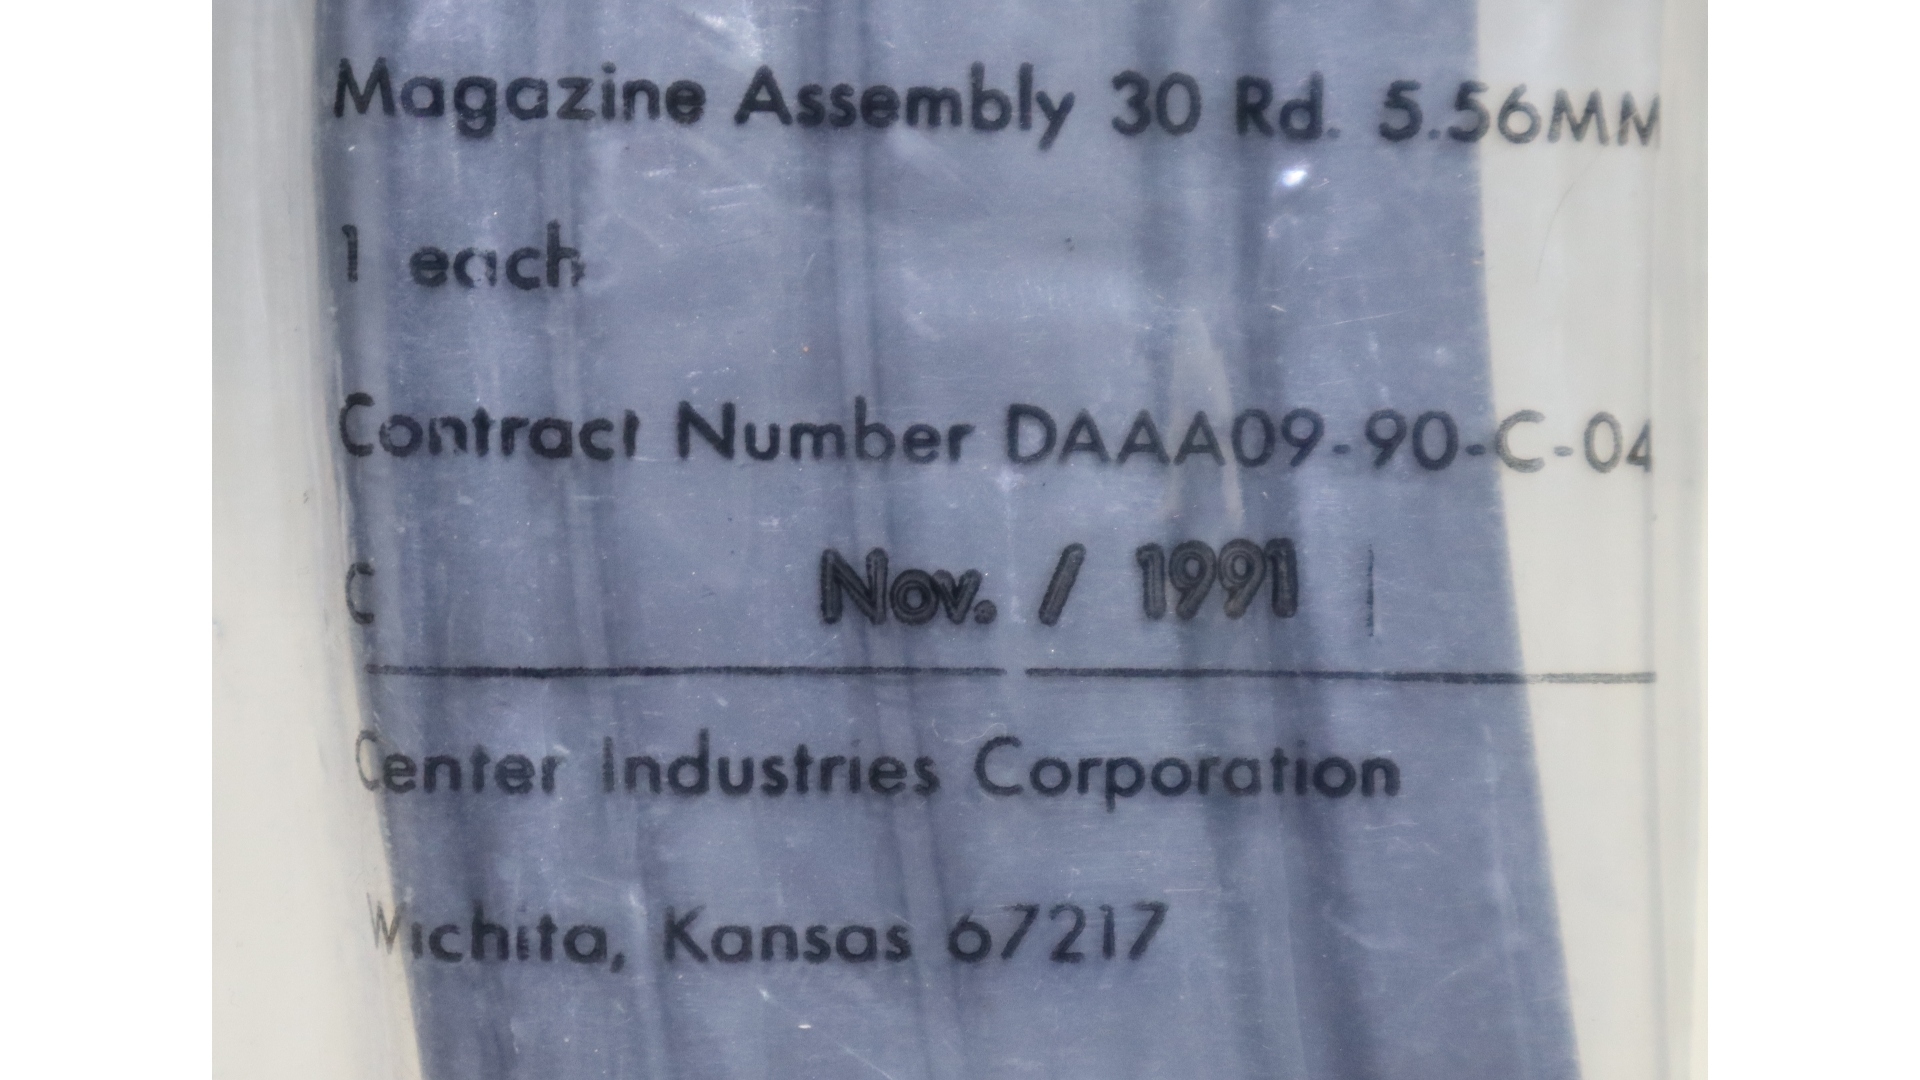 Magazine Assembly 30 Rd. 5.56MM
1 each
Contract Number DAAA09-90-C-04
C Nov. / 1991
Center Industries Corporation
Wichita, Kansas 67217